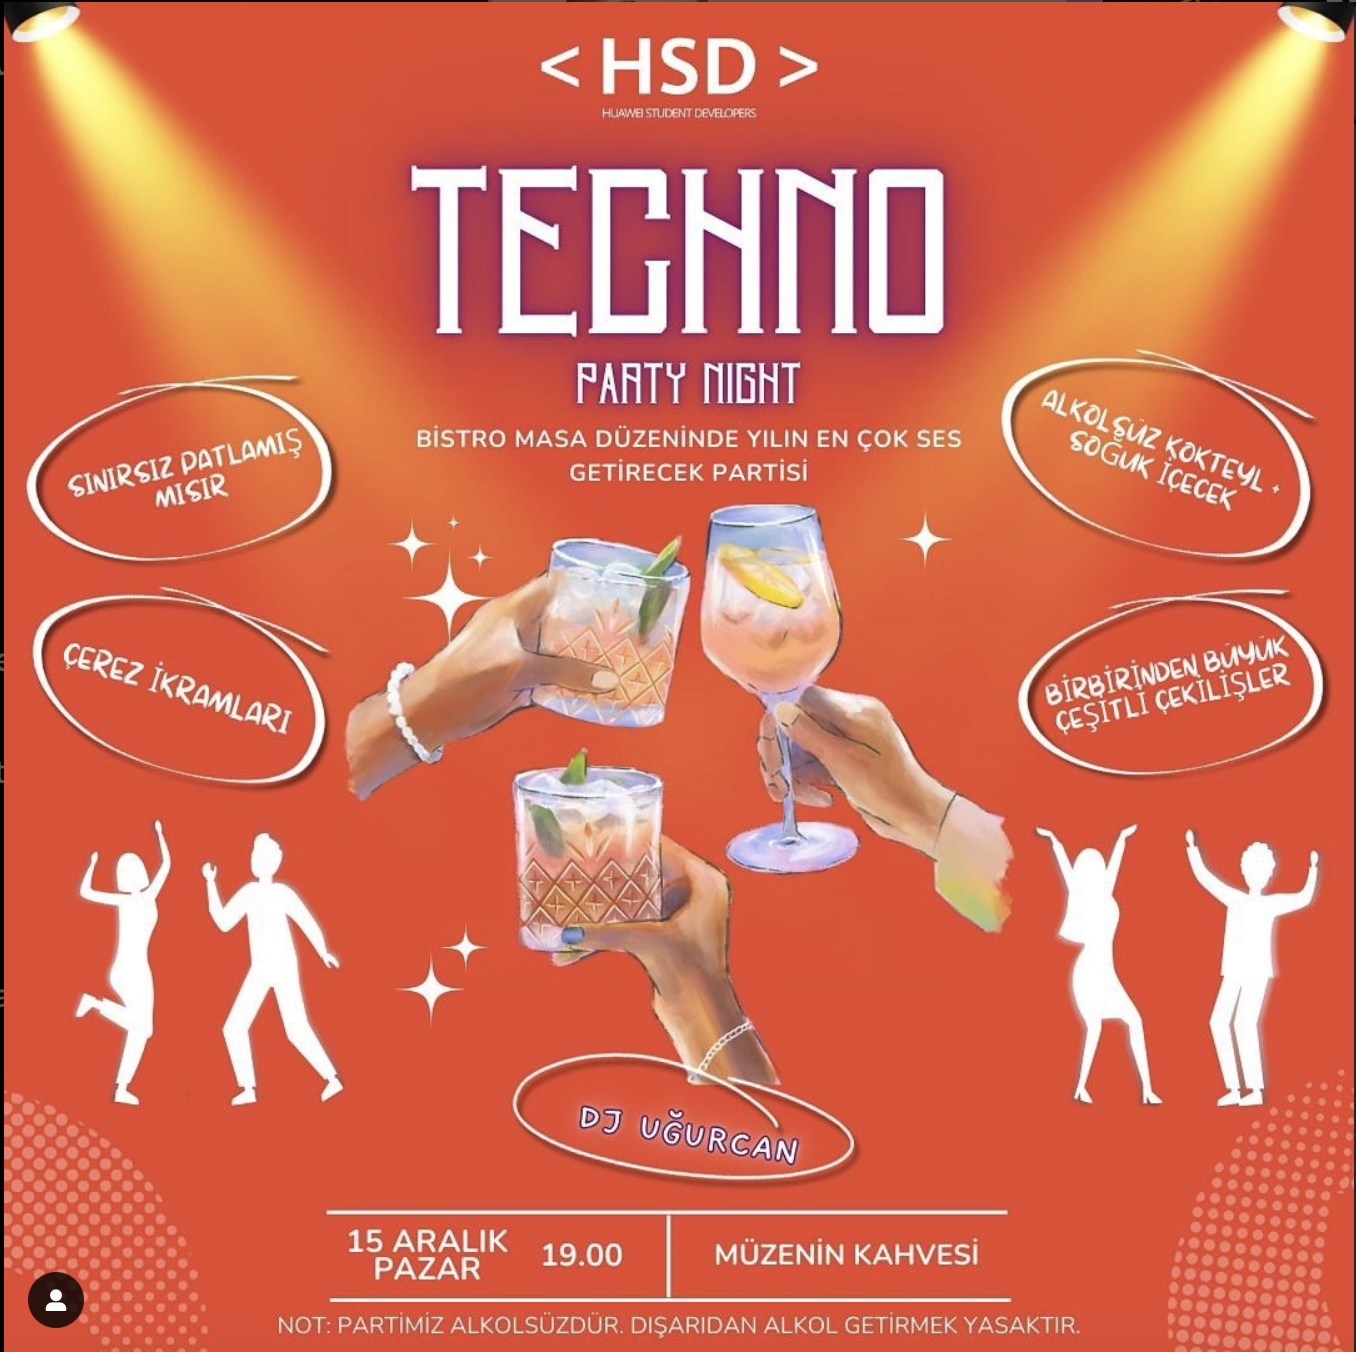 < HSD >
HUAWEI STUDENT DEVELOPERS
TECHNO
PARTY NIGHT
BİSTRO MASA DÜZENİNDE YILIN EN ÇOK SES
GETİRECEK PARTİSİ
SINIRSIZ PATLAMIŞ
MISIR
ALKOLSÜZ KOKTEYL +
SOĞUK İÇECEK
ÇEREZ İKRAMLARI
BİRBİRİNDEN BÜYÜK
ÇEŞİTLİ ÇEKİLİŞLER
DJ UĞURCAN
15 ARALIK
PAZAR
19.00
MÜZENİN KAHVESİ
NOT: PARTİMİZ ALKOLSÜZDÜR. DIŞARIDAN ALKOL GETİRMEK YASAKTIR.